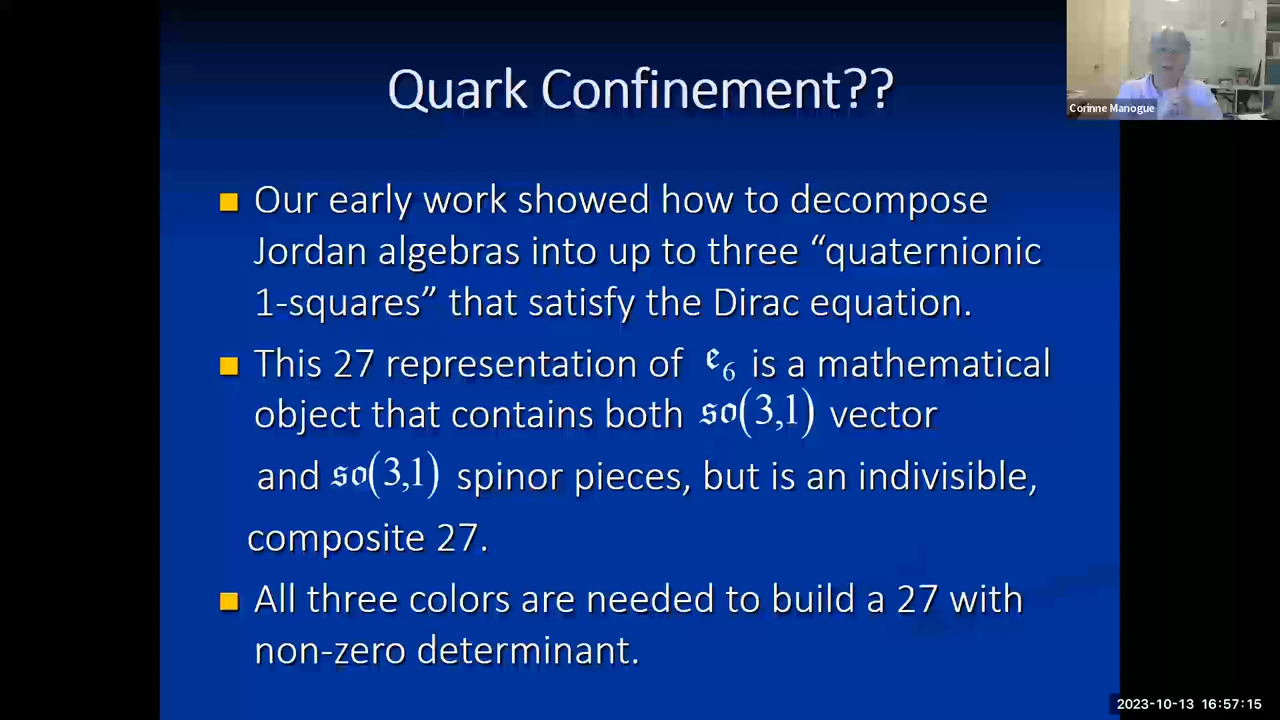 Quark Confinement??
Corinne Manogue
■ Our early work showed how to decompose
Jordan algebras into up to three “quaternionic
1-squares” that satisfy the Dirac equation.
■ This 27 representation of 𝔢₆ is a mathematical
object that contains both 𝔰𝔬(3,1) vector
and 𝔰𝔬(3,1) spinor pieces, but is an indivisible,
composite 27.
■ All three colors are needed to build a 27 with
non-zero determinant.
2023-10-13 16:57:15